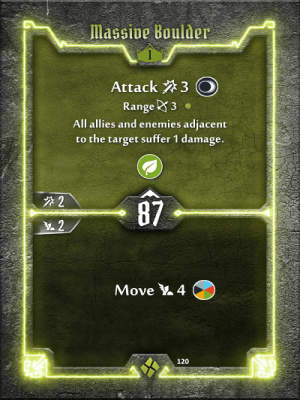 Massive Boulder
1
Attack 3
Range 3
All allies and enemies adjacent
to the target suffer 1 damage.
2
87
2
Move 4
120